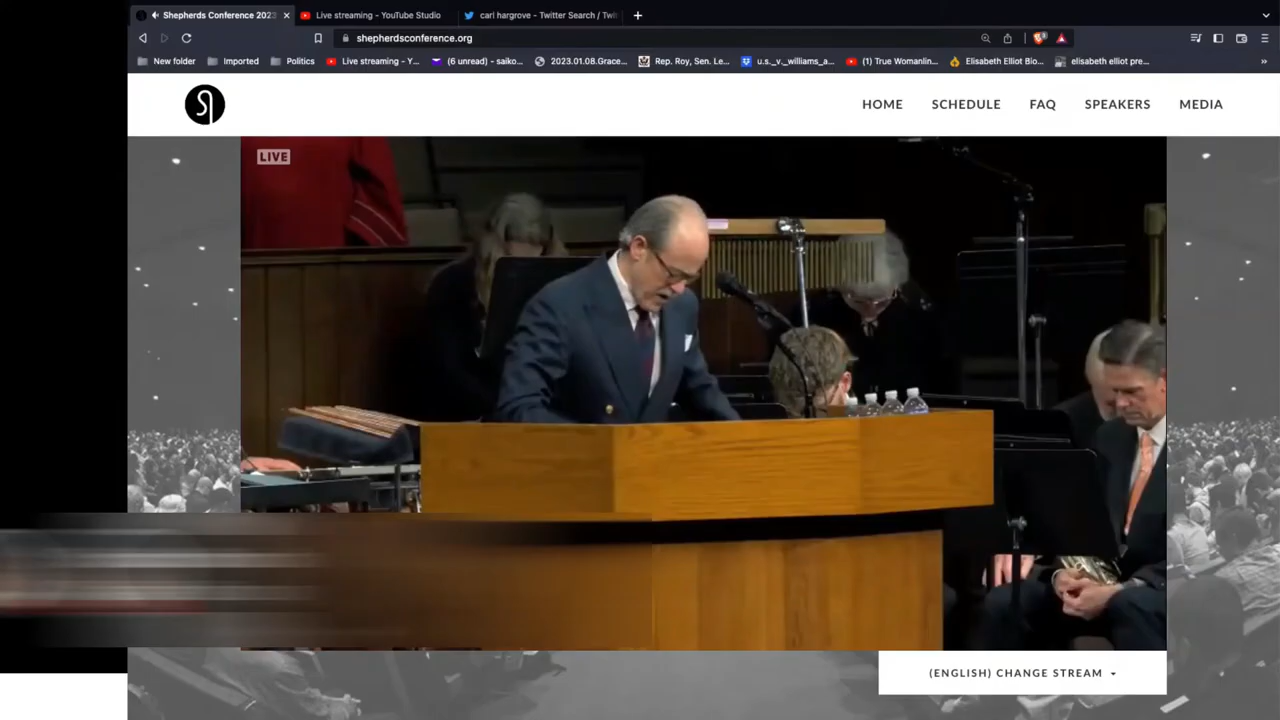 Shepherds Conference 2023
Live streaming - YouTube Studio
carl hargrove - Twitter Search / Twi
shepherdsconference.org
New folder
Imported
Politics
Live streaming - Y...
(6 unread) - saiko...
2023.01.08.Grace...
Rep. Roy, Sen. Le...
u.s._v._williams_a...
(1) True Womanlin...
Elisabeth Elliot Bio...
elisabeth elliot pre...
»
HOME
SCHEDULE
FAQ
SPEAKERS
MEDIA
LIVE
(ENGLISH) CHANGE STREAM